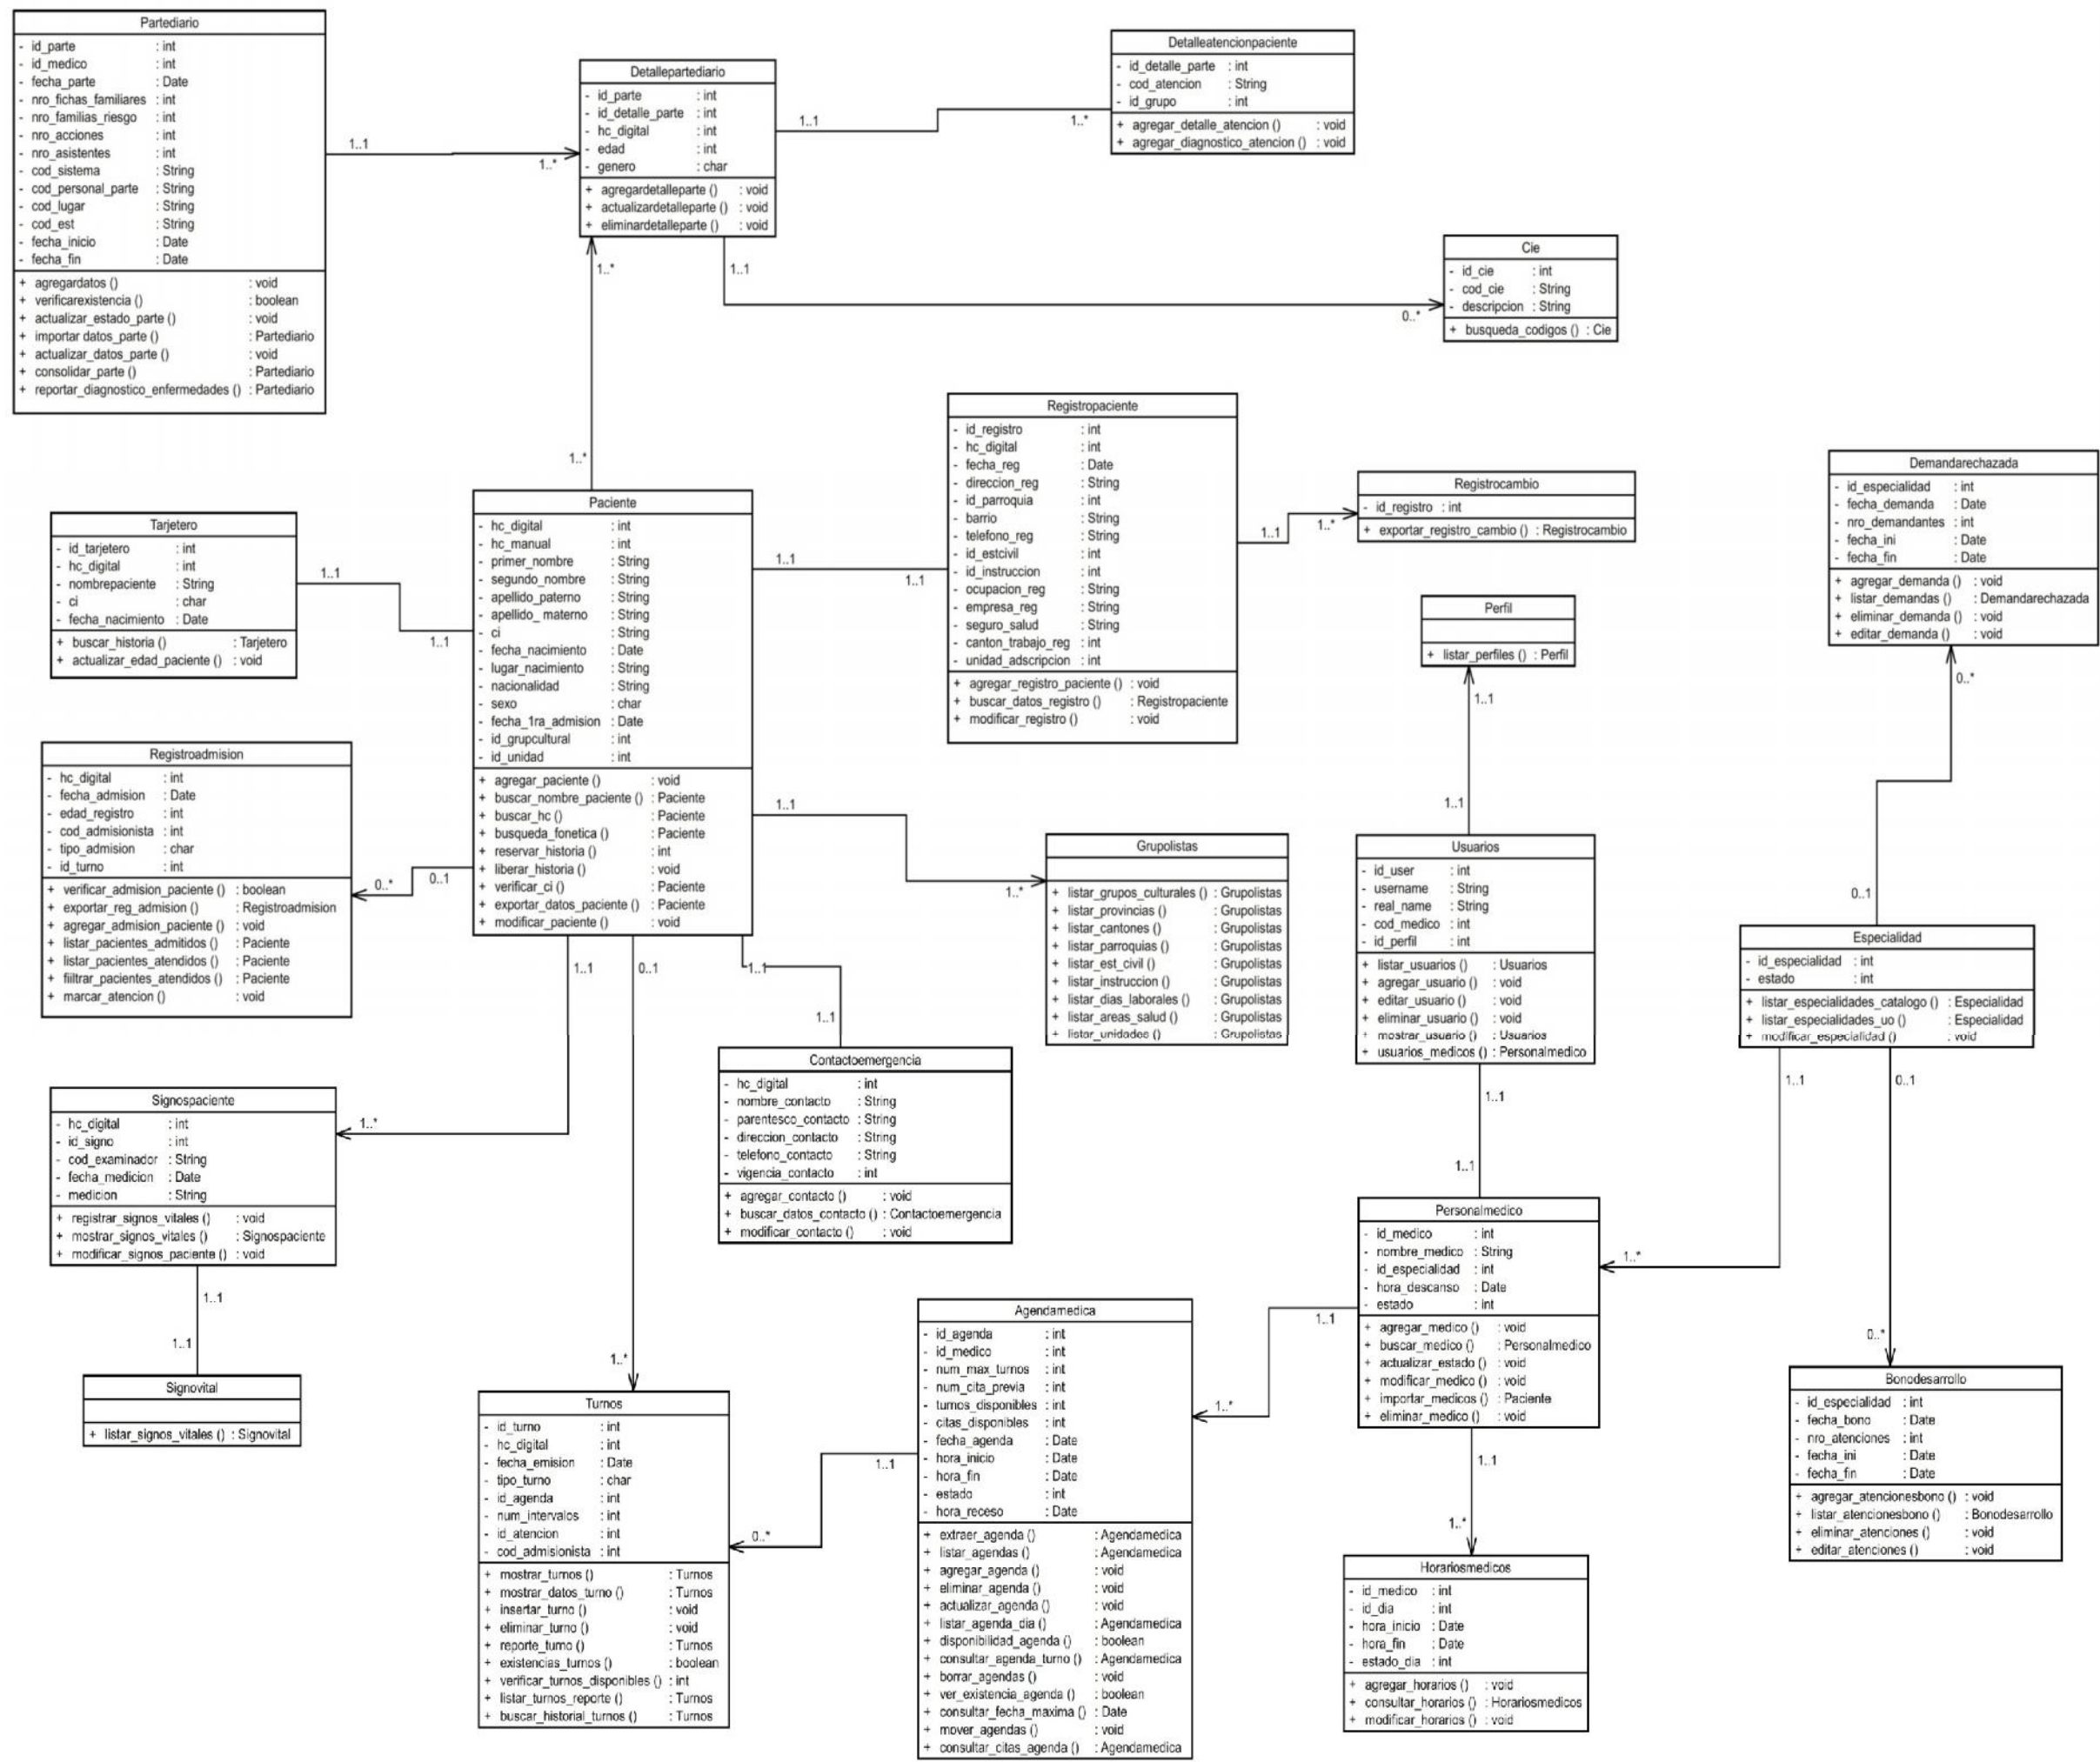 Partediario
- id_parte : int
- id_medico : int
- fecha_parte : Date
- nro_fichas_familiares : int
- nro_familias_riesgo : int
- nro_acciones : int
- nro_asistentes : int
- cod_sistema : String
- cod_personal_parte : String
- cod_lugar : String
- cod_est : String
- fecha_inicio : Date
- fecha_fin : Date
+ agregardatos () : void
+ verificarexistencia () : boolean
+ actualizar_estado_parte () : void
+ importar datos_parte () : Partediario
+ actualizar_datos_parte () : void
+ consolidar_parte () : Partediario
+ reportar_diagnostico_enfermedades () : Partediario
1..1
1..*
Detallepartediario
- id_parte : int
- id_detalle_parte : int
- hc_digital : int
- edad : int
- genero : char
+ agregardetalleparte () : void
+ actualizardetalleparte () : void
+ eliminardetalleparte () : void
1..1
1..*
Detalleatencionpaciente
- id_detalle_parte : int
- cod_atencion : String
- id_grupo : int
+ agregar_detalle_atencion () : void
+ agregar_diagnostico_atencion () : void
1..*
1..1
0..*
Cie
- id_cie : int
- cod_cie : String
- descripcion : String
+ busqueda_codigos () : Cie
1..*
Tarjetero
- id_tarjetero : int
- hc_digital : int
- nombrepaciente : String
- ci : char
- fecha_nacimiento : Date
+ buscar_historia () : Tarjetero
+ actualizar_edad_paciente () : void
1..1
1..1
Paciente
- hc_digital : int
- hc_manual : int
- primer_nombre : String
- segundo_nombre : String
- apellido_paterno : String
- apellido_ materno : String
- ci : String
- fecha_nacimiento : Date
- lugar_nacimiento : String
- nacionalidad : String
- sexo : char
- fecha_1ra_admision : Date
- id_grupcultural : int
- id_unidad : int
+ agregar_paciente () : void
+ buscar_nombre_paciente () : Paciente
+ buscar_hc () : Paciente
+ busqueda_fonetica () : Paciente
+ reservar_historia () : int
+ liberar_historia () : void
+ verificar_ci () : Paciente
+ exportar_datos_paciente () : Paciente
+ modificar_paciente () : void
1..1
1..1
Registropaciente
- id_registro : int
- hc_digital : int
- fecha_reg : Date
- direccion_reg : String
- id_parroquia : int
- barrio : String
- telefono_reg : String
- id_estcivil : int
- id_instruccion : int
- ocupacion_reg : String
- empresa_reg : String
- seguro_salud : String
- canton_trabajo_reg : int
- unidad_adscripcion : int
+ agregar_registro_paciente () : void
+ buscar_datos_registro () : Registropaciente
+ modificar_registro () : void
1..1
1..*
Registrocambio
- id_registro : int
+ exportar_registro_cambio () : Registrocambio
Demandarechazada
- id_especialidad : int
- fecha_demanda : Date
- nro_demandantes : int
- fecha_ini : Date
- fecha_fin : Date
+ agregar_demanda () : void
+ listar_demandas () : Demandarechazada
+ eliminar_demanda () : void
+ editar_demanda () : void
0..*
0..1
Perfil
+ listar_perfiles () : Perfil
1..1
1..1
Registroadmision
- hc_digital : int
- fecha_admision : Date
- edad_registro : int
- cod_admisionista : int
- tipo_admision : char
- id_turno : int
+ verificar_admision_paciente () : boolean
+ exportar_reg_admision () : Registroadmision
+ agregar_admision_paciente () : void
+ listar_pacientes_admitidos () : Paciente
+ listar_pacientes_atendidos () : Paciente
+ fiiltrar_pacientes_atendidos () : Paciente
+ marcar_atencion () : void
0..*
0..1
1..1
1..*
Grupolistas
+ listar_grupos_culturales () : Grupolistas
+ listar_provincias () : Grupolistas
+ listar_cantones () : Grupolistas
+ listar_parroquias () : Grupolistas
+ listar_est_civil () : Grupolistas
+ listar_instruccion () : Grupolistas
+ listar_dias_laborales () : Grupolistas
+ listar_areas_salud () : Grupolistas
+ listar_unidades () : Grupolistas
Usuarios
- id_user : int
- username : String
- real_name : String
- cod_medico : int
- id_perfil : int
+ listar_usuarios () : Usuarios
+ agregar_usuario () : void
+ editar_usuario () : void
+ eliminar_usuario () : void
+ mostrar_usuario () : Usuarios
+ usuarios_medicos () : Personalmedico
1..1
1..1
Especialidad
- id_especialidad : int
- estado : int
+ listar_especialidades_catalogo () : Especialidad
+ listar_especialidades_uo () : Especialidad
+ modificar_especialidad () : void
1..1
0..1
1..1
0..1
1..1
1..1
Contactoemergencia
- hc_digital : int
- nombre_contacto : String
- parentesco_contacto : String
- direccion_contacto : String
- telefono_contacto : String
- vigencia_contacto : int
+ agregar_contacto () : void
+ buscar_datos_contacto () : Contactoemergencia
+ modificar_contacto () : void
Signospaciente
- hc_digital : int
- id_signo : int
- cod_examinador : String
- fecha_medicion : Date
- medicion : String
+ registrar_signos_vitales () : void
+ mostrar_signos_vitales () : Signospaciente
+ modificar_signos_paciente () : void
1..*
1..1
1..1
Signovital
+ listar_signos_vitales () : Signovital
1..*
Turnos
- id_turno : int
- hc_digital : int
- fecha_emision : Date
- tipo_turno : char
- id_agenda : int
- num_intervalos : int
- id_atencion : int
- cod_admisionista : int
+ mostrar_turnos () : Turnos
+ mostrar_datos_turno () : Turnos
+ insertar_turno () : void
+ eliminar_turno () : void
+ reporte_turno () : Turnos
+ existencias_turnos () : boolean
+ verificar_turnos_disponibles () : int
+ listar_turnos_reporte () : Turnos
+ buscar_historial_turnos () : Turnos
0..*
1..1
Agendamedica
- id_agenda : int
- id_medico : int
- num_max_turnos : int
- num_cita_previa : int
- turnos_disponibles : int
- citas_disponibles : int
- fecha_agenda : Date
- hora_inicio : Date
- hora_fin : Date
- estado : int
- hora_receso : Date
+ extraer_agenda () : Agendamedica
+ listar_agendas () : Agendamedica
+ agregar_agenda () : void
+ eliminar_agenda () : void
+ actualizar_agenda () : void
+ listar_agenda_dia () : Agendamedica
+ disponibilidad_agenda () : boolean
+ consultar_agenda_turno () : Agendamedica
+ borrar_agendas () : void
+ ver_existencia_agenda () : boolean
+ consultar_fecha_maxima () : Date
+ mover_agendas () : void
+ consultar_citas_agenda () : Agendamedica
1..*
1..1
Personalmedico
- id_medico : int
- nombre_medico : String
- id_especialidad : int
- hora_descanso : Date
- estado : int
+ agregar_medico () : void
+ buscar_medico () : Personalmedico
+ actualizar_estado () : void
+ modificar_medico () : void
+ importar_medicos () : Paciente
+ eliminar_medico () : void
1..*
1..1
1..*
Horariosmedicos
- id_medico : int
- id_dia : int
- hora_inicio : Date
- hora_fin : Date
- estado_dia : int
+ agregar_horarios () : void
+ consultar_horarios () : Horariosmedicos
+ modificar_horarios () : void
0..*
Bonodesarrollo
- id_especialidad : int
- fecha_bono : Date
- nro_atenciones : int
- fecha_ini : Date
- fecha_fin : Date
+ agregar_atencionesbono () : void
+ listar_atencionesbono () : Bonodesarrollo
+ eliminar_atenciones () : void
+ editar_atenciones () : void